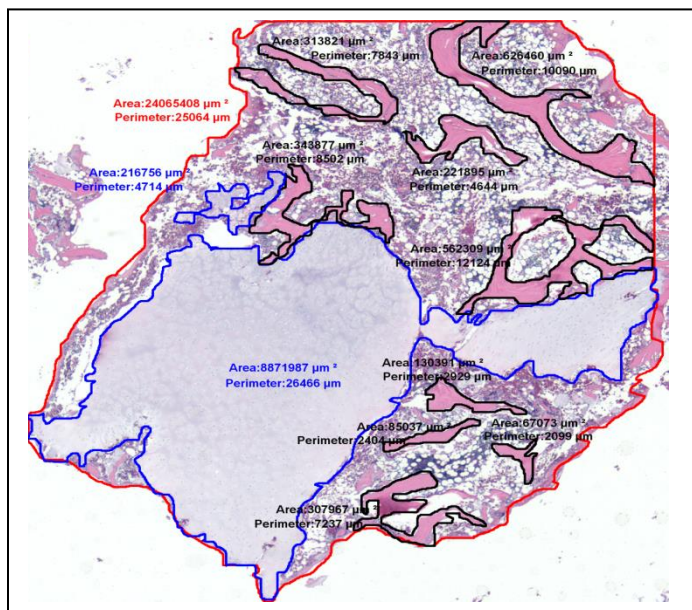 Area:313821 µm ²
Perimeter:7843 µm
Area:626460 µm ²
Perimeter:10090 µm
Area:24065408 µm ²
Perimeter:25064 µm
Area:343877 µm ²
Perimeter:8502 µm
Area:216756 µm ²
Perimeter:4714 µm
Area:221895 µm ²
Perimeter:4644 µm
Area:562309 µm ²
Perimeter:12124 µm
Area:8871987 µm ²
Perimeter:26466 µm
Area:130391 µm ²
Perimeter:2929 µm
Area:85037 µm ²
Perimeter:2404 µm
Area:67073 µm ²
Perimeter:2099 µm
Area:307967 µm ²
Perimeter:7237 µm